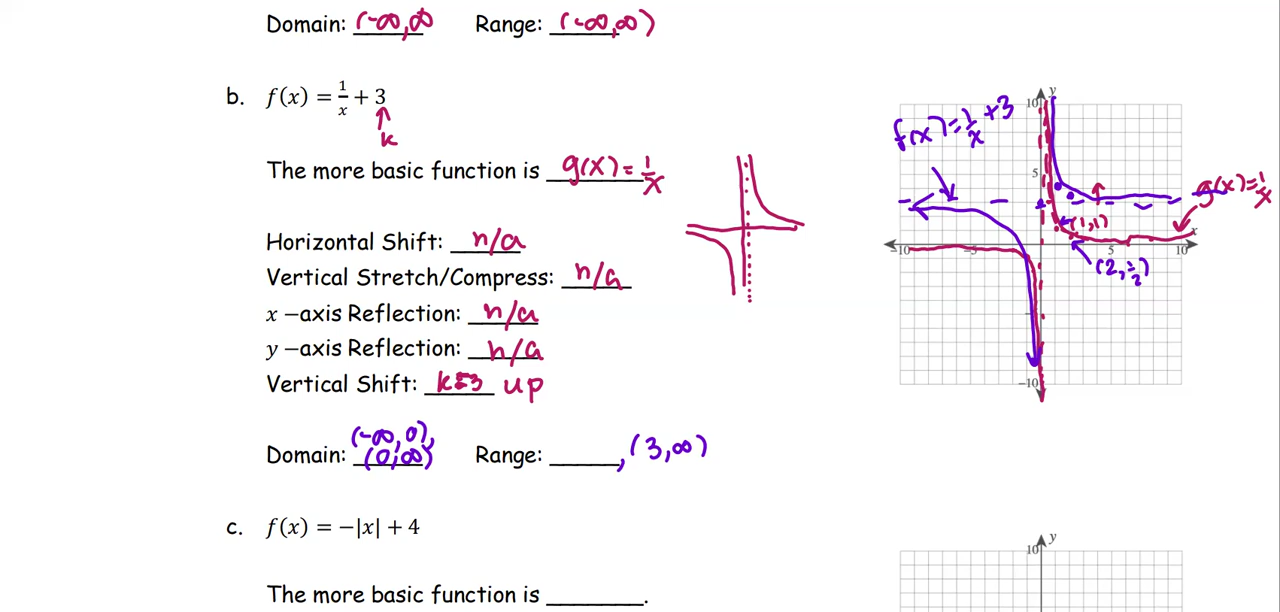 Domain: (-∞, ∞ Range: (-∞, ∞)
b. f(x) = 1/x + 3
k
The more basic function is g(x) = 1/x
Horizontal Shift: n/a
Vertical Stretch/Compress: n/a
x −axis Reflection: n/a
y −axis Reflection: n/a
Vertical Shift: k=3 up
Domain: (-∞, 0), (0, ∞) Range: ______, (3, ∞)
y
10
f(x) = 1/x + 3
5
g(x) = 1/x
(1, 1)
x
-10 -5 5 10
(2, 1/2)
-10
c. f(x) = −|x| + 4
The more basic function is ________.
y
10